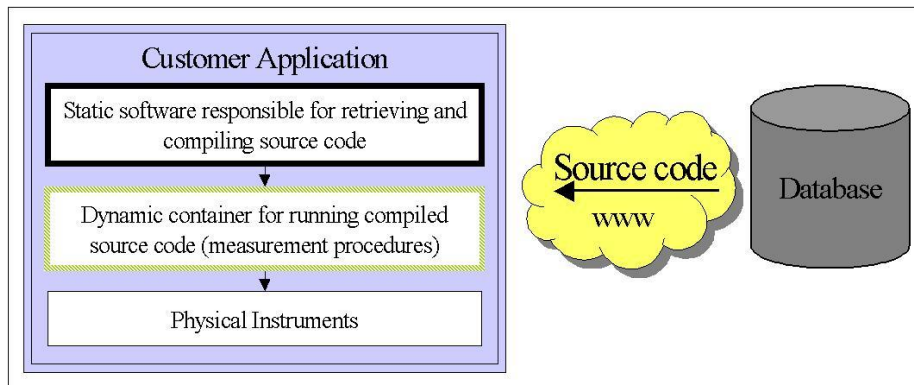 Customer Application
Static software responsible for retrieving and
compiling source code
Dynamic container for running compiled
source code (measurement procedures)
Physical Instruments
Source code
WWW
Database